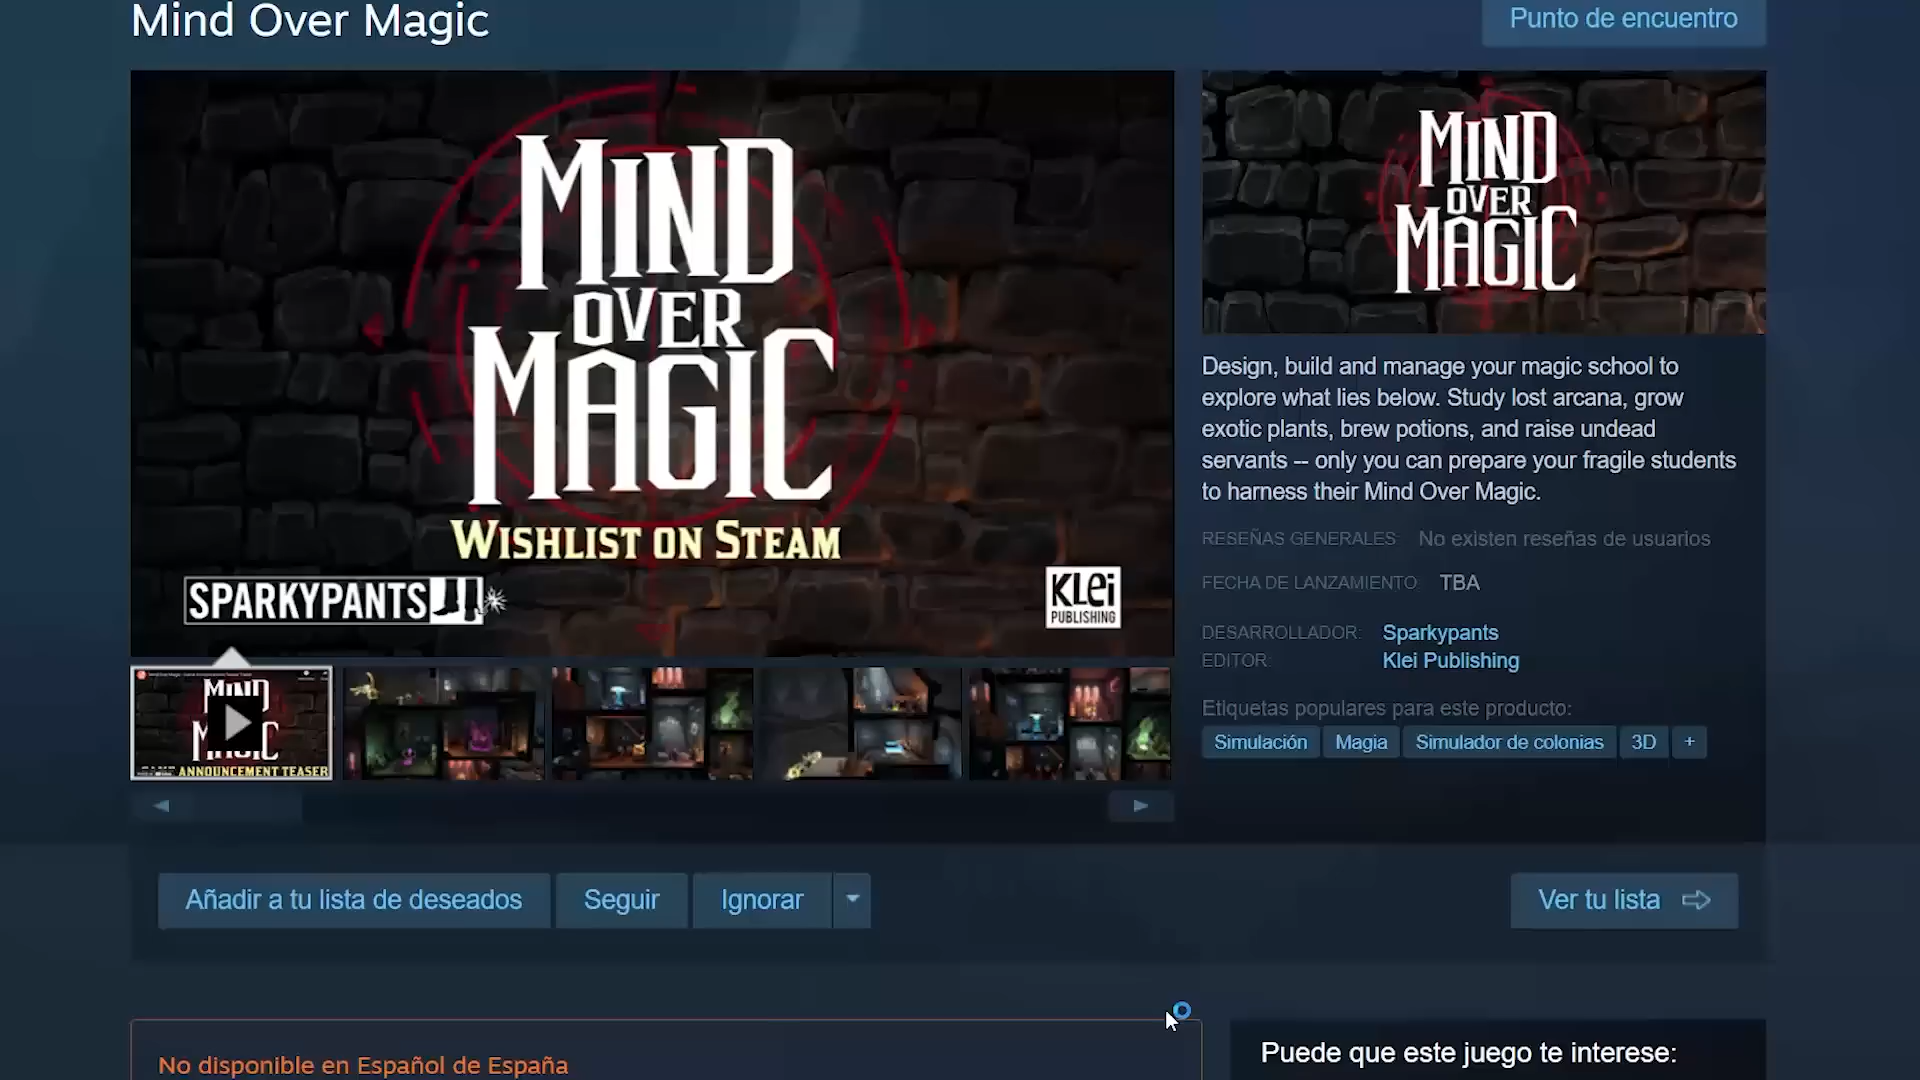 Mind Over Magic
Punto de encuentro
MIND
OVER
MAGIC
WISHLIST ON STEAM
SPARKYPANTS
KLEI
PUBLISHING
MIND
OVER
MAGIC
Design, build and manage your magic school to
explore what lies below. Study lost arcana, grow
exotic plants, brew potions, and raise undead
servants -- only you can prepare your fragile students
to harness their Mind Over Magic.
RESEÑAS GENERALES: No existen reseñas de usuarios
FECHA DE LANZAMIENTO: TBA
DESARROLLADOR: Sparkypants
EDITOR: Klei Publishing
Etiquetas populares para este producto:
Simulación Magia Simulador de colonias 3D +
MIND
MAGIC
ANNOUNCEMENT TEASER
Añadir a tu lista de deseados Seguir Ignorar
Ver tu lista
No disponible en Español de España
Puede que este juego te interese: